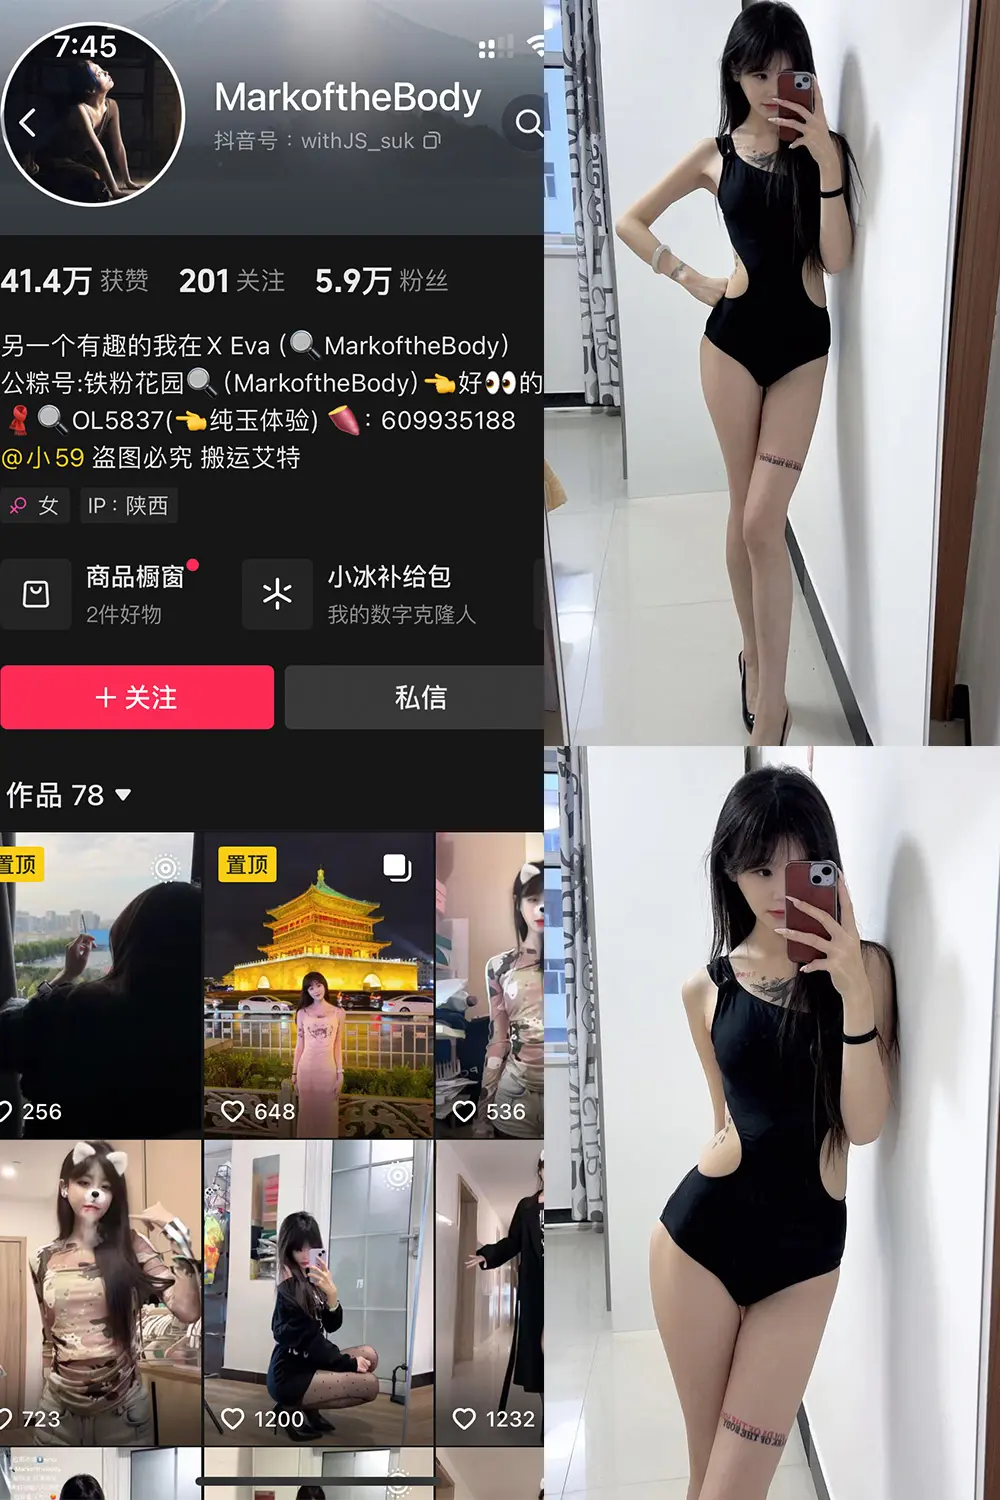 7:45
MarkoftheBody
抖音号：withJS_suk
41.4万 获赞 201 关注 5.9万 粉丝
另一个有趣的我在X Eva (🔍MarkoftheBody)
公粽号:铁粉花园🔍(MarkoftheBody)👈好👀的
🧣🔍OL5837(👈纯玉体验) 🍠: 609935188
@小59 盗图必究 搬运艾特
女 IP：陕西
商品橱窗
2件好物
小冰补给包
我的数字克隆人
+ 关注
私信
作品 78
置顶
置顶
256
648
536
723
1200
1232